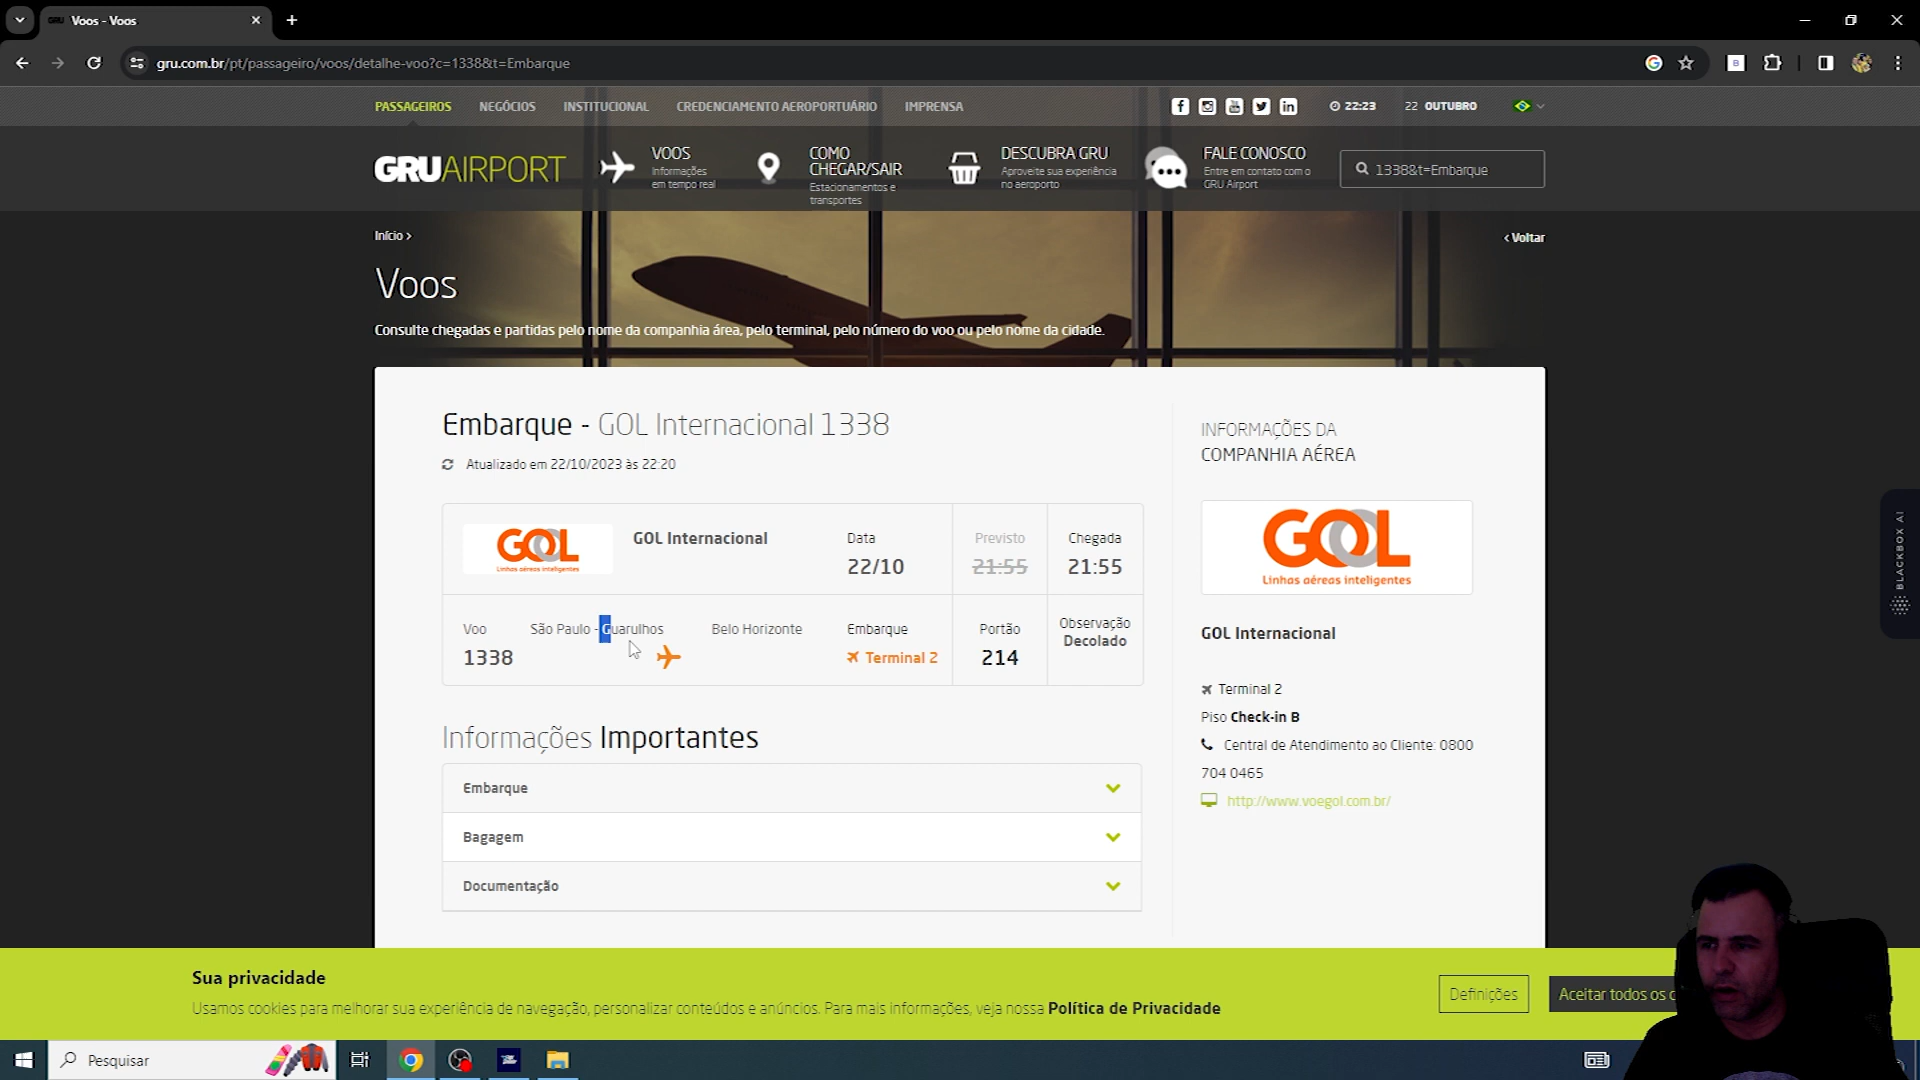 Voos - Voos
gru.com.br/pt/passageiro/voos/detalhe-voo?c=1338&t=Embarque
PASSAGEIROS NEGÓCIOS INSTITUCIONAL CREDENCIAMENTO AEROPORTUÁRIO IMPRENSA
22:23 22 OUTUBRO
GRUAIRPORT
VOOS
Informações
em tempo real
COMO
CHEGAR/SAIR
Estacionamentos e
transportes
DESCUBRA GRU
Aproveite sua experiência
no aeroporto
FALE CONOSCO
Entre em contato com o
GRU Airport
1338&t=Embarque
Início >
< Voltar
Voos
Consulte chegadas e partidas pelo nome da companhia área, pelo terminal, pelo número do voo ou pelo nome da cidade.
Embarque - GOL Internacional 1338
Atualizado em 22/10/2023 às 22:20
GOL
Linhas aéreas inteligentes
GOL Internacional
Data
22/10
Previsto
21:55
Chegada
21:55
Voo
1338
São Paulo - Guarulhos
Belo Horizonte
Embarque
Terminal 2
Portão
214
Observação
Decolado
Informações Importantes
Embarque
Bagagem
Documentação
INFORMAÇÕES DA
COMPANHIA AÉREA
GOL
Linhas aéreas inteligentes
GOL Internacional
Terminal 2
Piso Check-in B
Central de Atendimento ao Cliente: 0800
704 0465
http://www.voegol.com.br/
BLACKBOX AI
Sua privacidade
Usamos cookies para melhorar sua experiência de navegação, personalizar conteúdos e anúncios. Para mais informações, veja nossa Política de Privacidade
Definições
Aceitar todos os c
Pesquisar